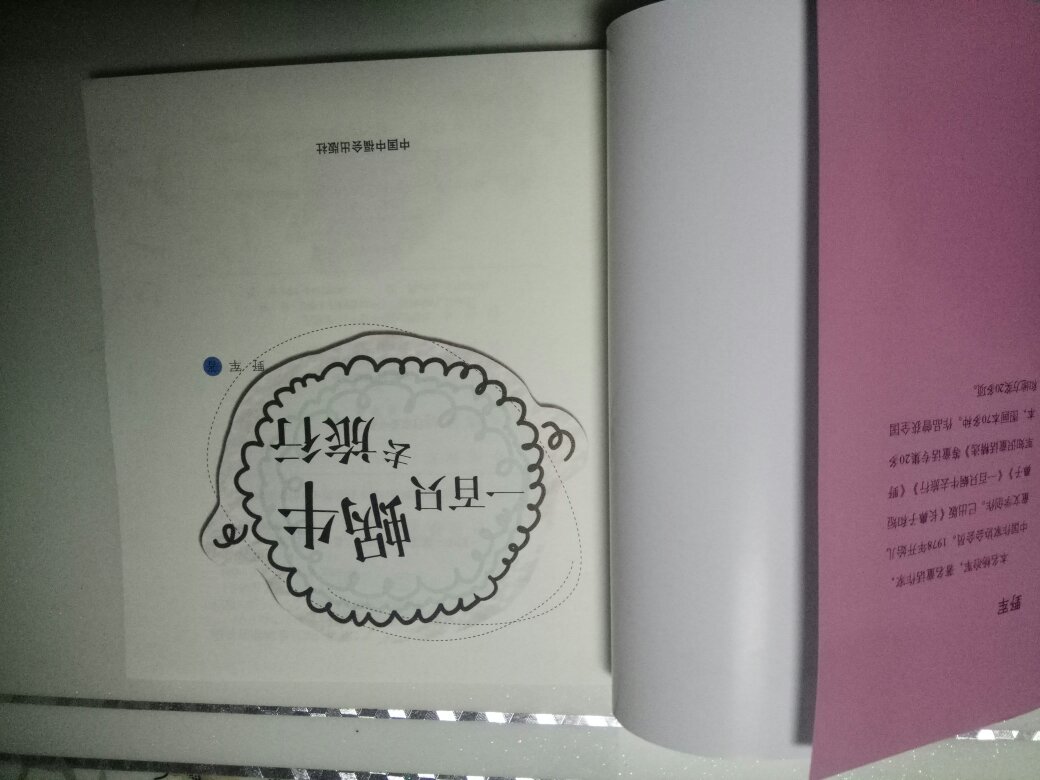 野军
本名杨冶军，著名童话作家，
中国作家协会会员。1978年开始儿
童文学创作。已出版《长鼻子和短
鼻子》《一百只蜗牛去旅行》《野
军知识童话精选》等童话专集20多
本，图画本70多种。作品曾获全国
和地方奖20多项。
一百只
蜗牛
去旅行
野军 著
中国中福会出版社